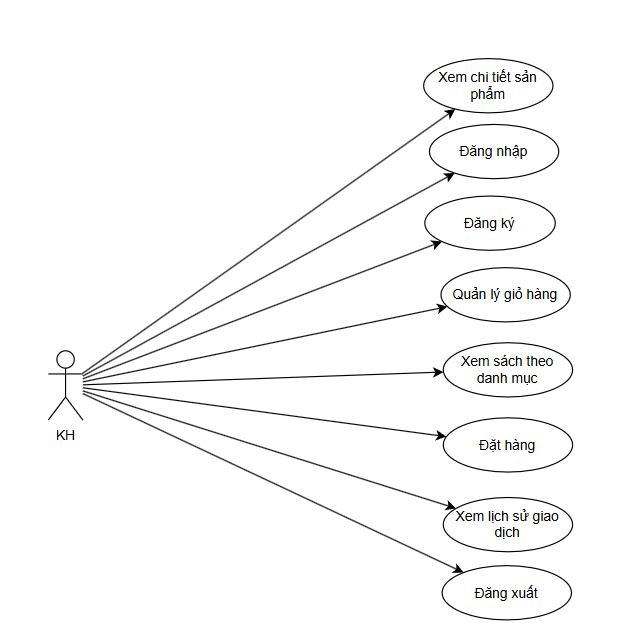 Xem chi tiết sản
phẩm
Đăng nhập
Đăng ký
Quản lý giỏ hàng
Xem sách theo
danh mục
KH
Đặt hàng
Xem lịch sử giao
dịch
Đăng xuất